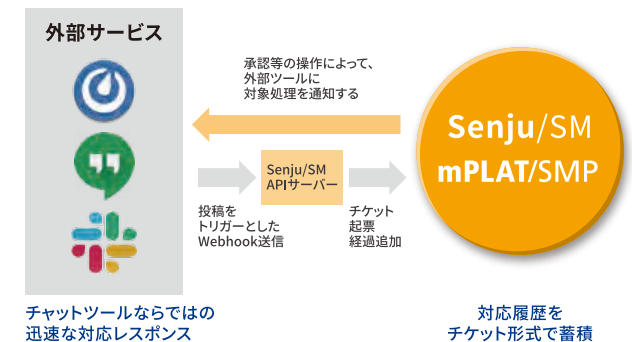 外部サービス
承認等の操作によって、
外部ツールに
対象処理を通知する
Senju/SM
mPLAT/SMP
Senju/SM
APIサーバー
投稿を
トリガーとした
Webhook送信
チケット
起票
経過追加
チャットツールならではの
迅速な対応レスポンス
対応履歴を
チケット形式で蓄積